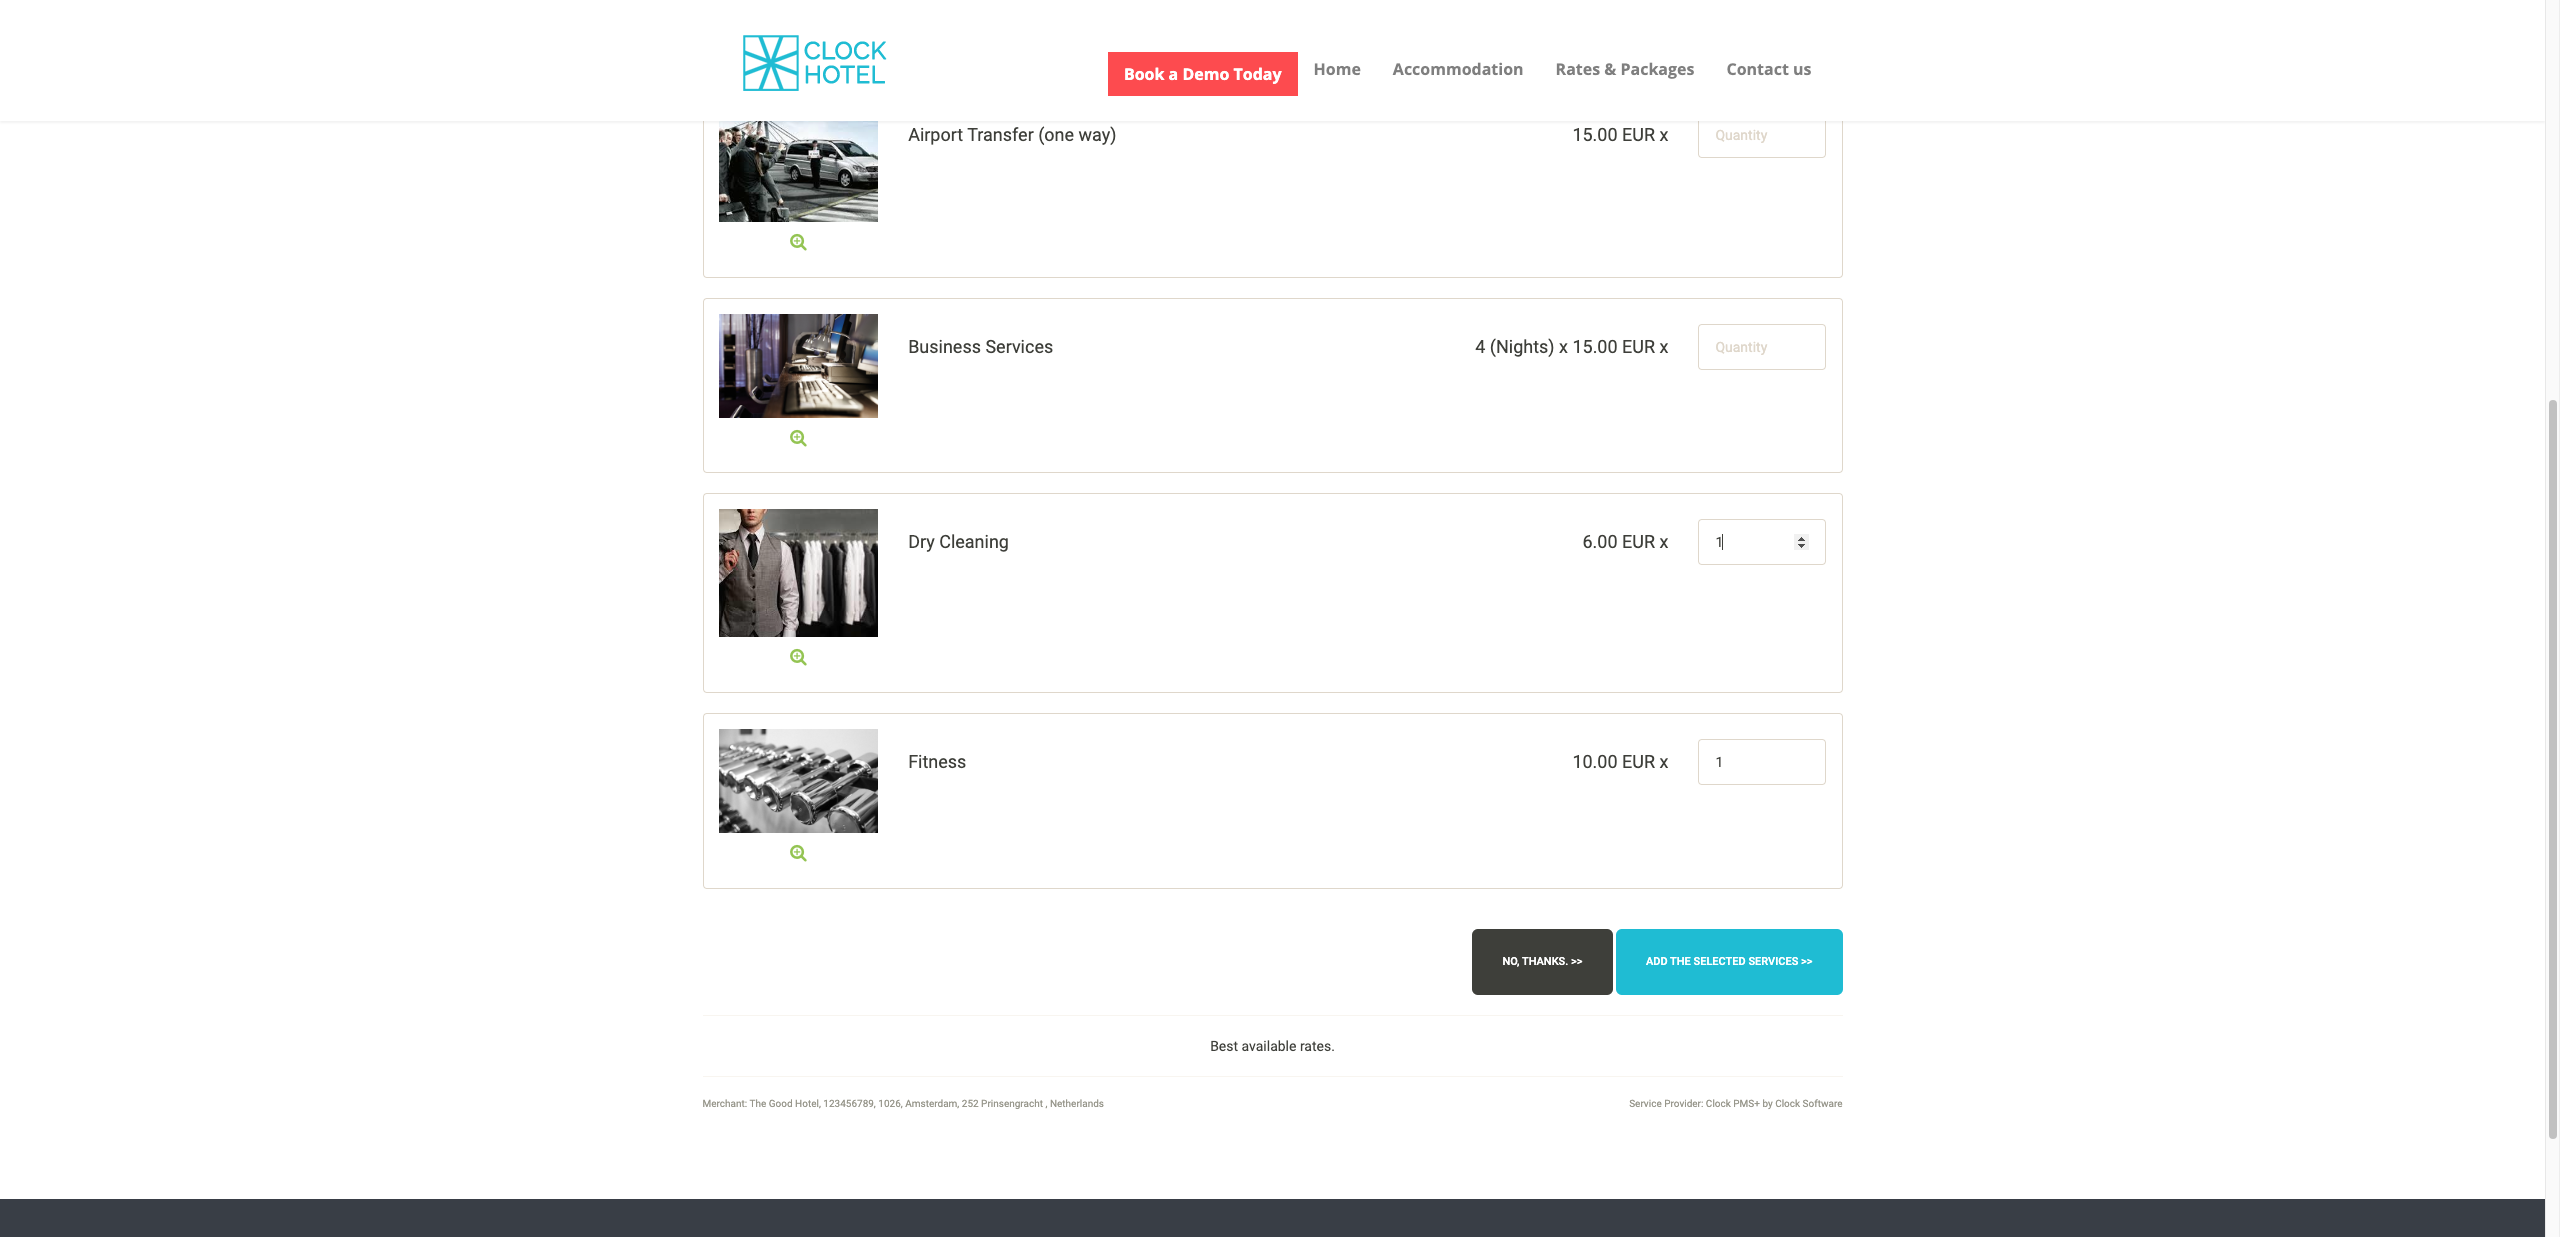 CLOCK
HOTEL
Book a Demo Today
Home
Accommodation
Rates & Packages
Contact us
Airport Transfer (one way)
15.00 EUR x
Quantity
Business Services
4 (Nights) x 15.00 EUR x
Quantity
Dry Cleaning
6.00 EUR x
1
Fitness
10.00 EUR x
1
NO, THANKS. >>
ADD THE SELECTED SERVICES >>
Best available rates.
Merchant: The Good Hotel, 123456789, 1026, Amsterdam, 252 Prinsengracht , Netherlands
Service Provider: Clock PMS+ by Clock Software